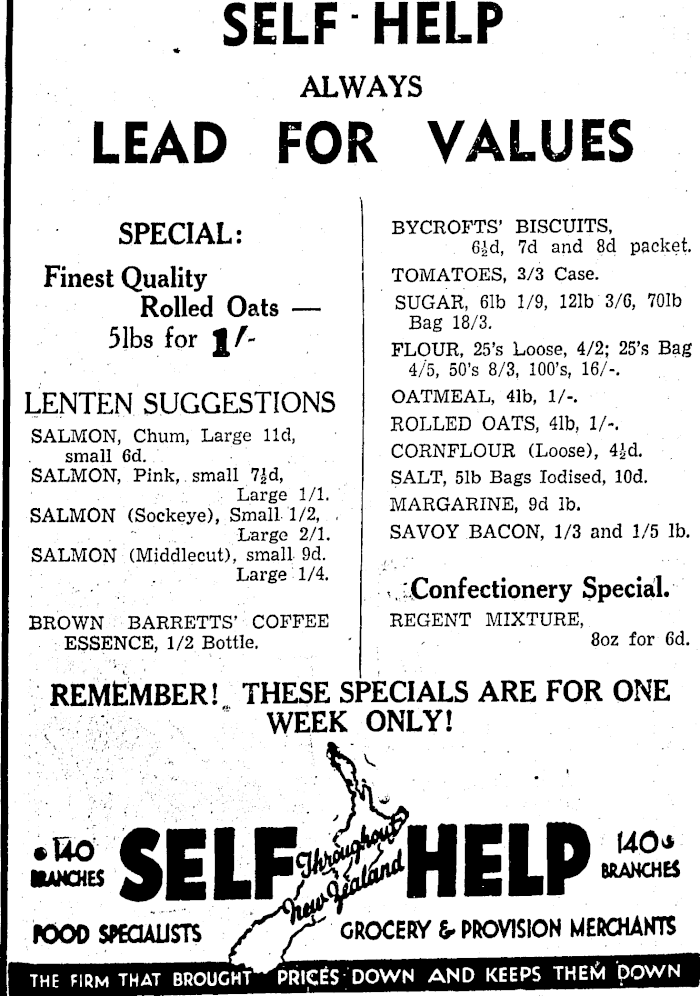 SELF - HELP
ALWAYS
LEAD FOR VALUES
SPECIAL:
Finest Quality
Rolled Oats —
5lbs for 1/-
LENTEN SUGGESTIONS
SALMON, Chum, Large 11d,
small 6d.
SALMON, Pink, small 7½d,
Large 1/1.
SALMON (Sockeye), Small 1/2,
Large 2/1.
SALMON (Middlecut), small 9d.
Large 1/4.
BROWN BARRETTS' COFFEE
ESSENCE, 1/2 Bottle.
BYCROFTS' BISCUITS,
6½d, 7d and 8d packet.
TOMATOES, 3/3 Case.
SUGAR, 6lb 1/9, 12lb 3/6, 70lb
Bag 18/3.
FLOUR, 25's Loose, 4/2; 25's Bag
4/5, 50's 8/3, 100's, 16/-.
OATMEAL, 4lb, 1/-.
ROLLED OATS, 4lb, 1/-.
CORNFLOUR (Loose), 4½d.
SALT, 5lb Bags Iodised, 10d.
MARGARINE, 9d lb.
SAVOY BACON, 1/3 and 1/5 lb.
Confectionery Special.
REGENT MIXTURE,
8oz for 6d.
REMEMBER! THESE SPECIALS ARE FOR ONE
WEEK ONLY!
140 BRANCHES
SELF HELP
Throughout
New Zealand
140 BRANCHES
FOOD SPECIALISTS
GROCERY & PROVISION MERCHANTS
THE FIRM THAT BROUGHT PRICES DOWN AND KEEPS THEM DOWN